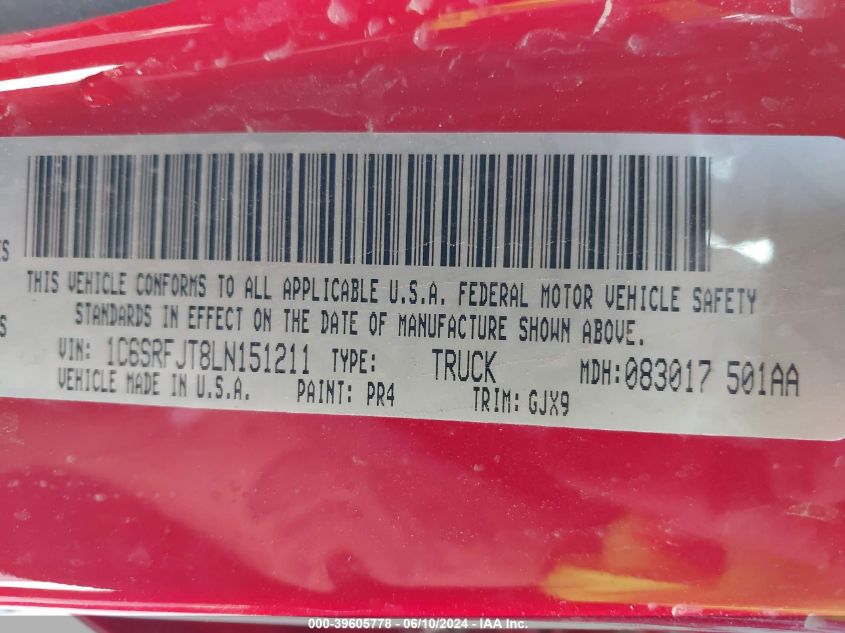 ES
THIS VEHICLE CONFORMS TO ALL APPLICABLE U.S.A. FEDERAL MOTOR VEHICLE SAFETY
S
STANDARDS IN EFFECT ON THE DATE OF MANUFACTURE SHOWN ABOVE.
VIN: 1C6SRFJT8LN151211 TYPE: TRUCK MDH:083017 501AA
VEHICLE MADE IN U.S.A. PAINT: PR4 TRIM: GJX9
000-39605778 - 06/10/2024 - IAA Inc.